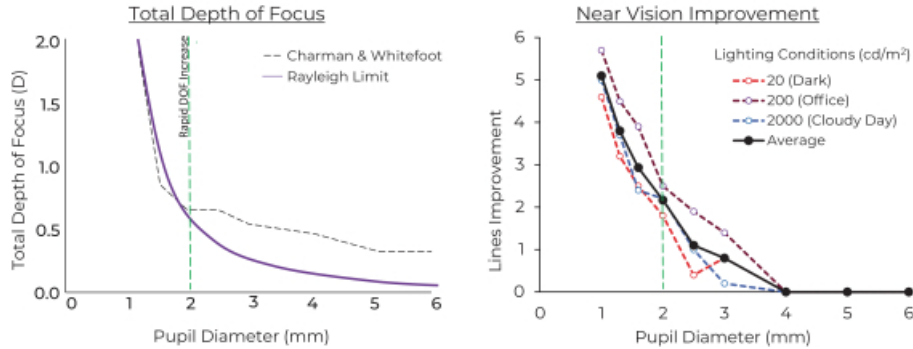 Total Depth of Focus
2.0
1.5
1.0
0.5
0.0
0 1 2 3 4 5 6
Total Depth of Focus (D)
Pupil Diameter (mm)
Rapid DOF Increase
Charman & Whitefoot
Rayleigh Limit
Near Vision Improvement
6
5
4
3
2
1
0
0 1 2 3 4 5 6
Lines Improvement
Pupil Diameter (mm)
Lighting Conditions (cd/m²)
20 (Dark)
200 (Office)
2000 (Cloudy Day)
Average